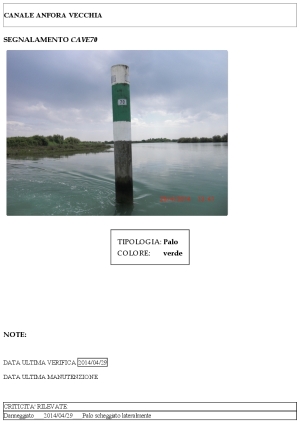 CANALE ANFORA VECCHIA
SEGNALAMENTO CAVE70
TIPOLOGIA: Palo
COLORE: verde
NOTE:
DATA ULTIMA VERIFICA 2014/04/29
DATA ULTIMA MANUTENZIONE
CRITICITA' RILEVATE
Danneggiato 2014/04/29 Palo scheggiato lateralmente